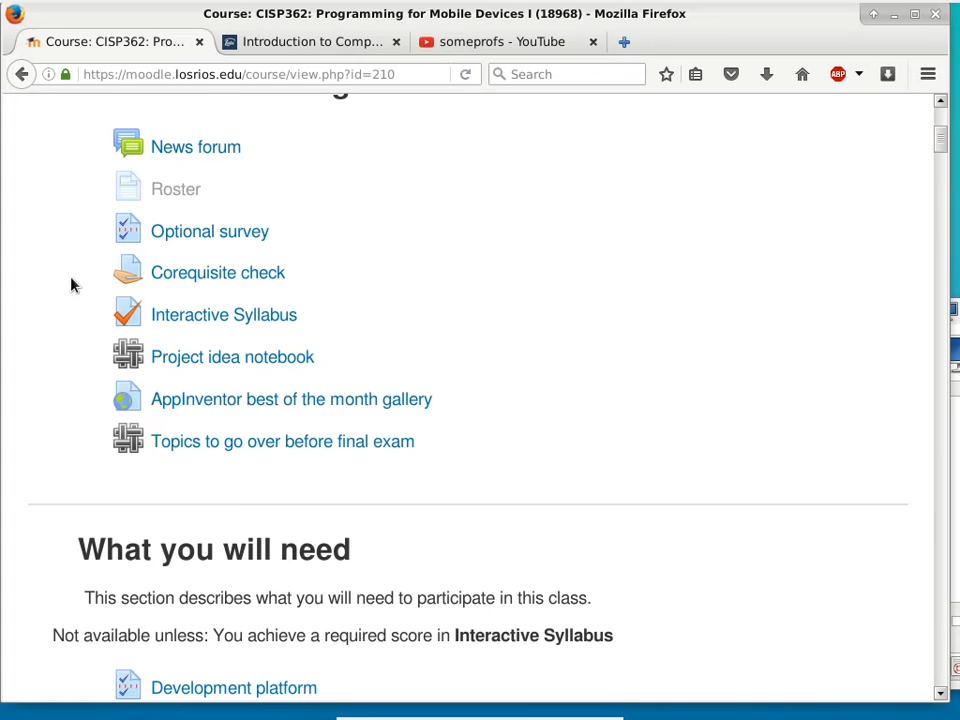 Course: CISP362: Programming for Mobile Devices I (18968) - Mozilla Firefox
Course: CISP362: Pro... Introduction to Comp... someprofs - YouTube
https://moodle.losrios.edu/course/view.php?id=210 Search ABP
News forum
Roster
Optional survey
Corequisite check
Interactive Syllabus
Project idea notebook
AppInventor best of the month gallery
Topics to go over before final exam
What you will need
This section describes what you will need to participate in this class.
Not available unless: You achieve a required score in Interactive Syllabus
Development platform